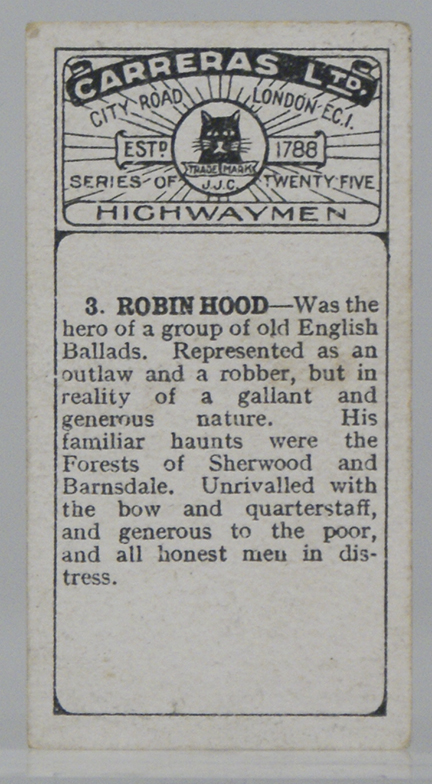 CARRERAS LTD.
CITY ROAD LONDON·E.C.1.
ESTD 1788
TRADE MARK
J.J.C.
SERIES·OF TWENTY FIVE
HIGHWAYMEN
3. ROBIN HOOD—Was the
hero of a group of old English
Ballads. Represented as an
outlaw and a robber, but in
reality of a gallant and
generous nature. His
familiar haunts were the
Forests of Sherwood and
Barnsdale. Unrivalled with
the bow and quarterstaff,
and generous to the poor,
and all honest men in dis-
tress.